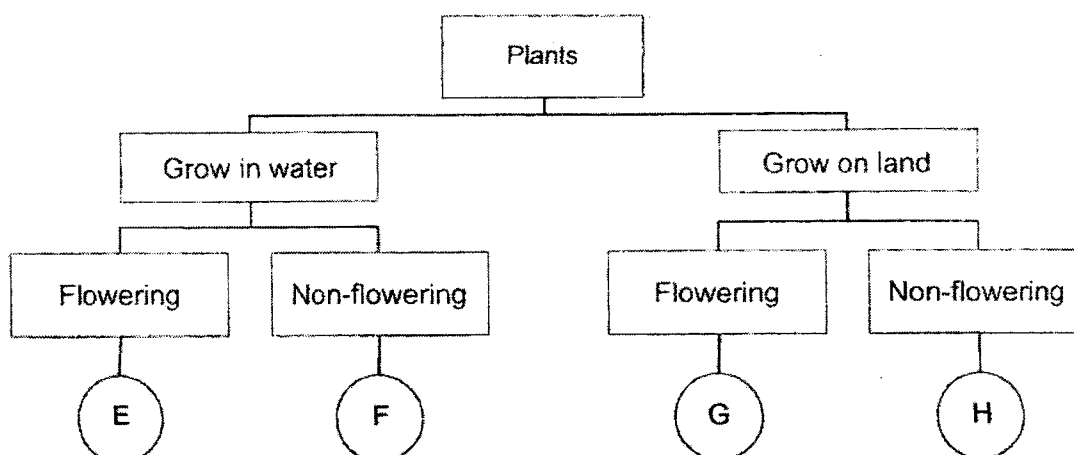 Plants
Grow in water
Grow on land
Flowering
Non-flowering
Flowering
Non-flowering
E
F
G
H